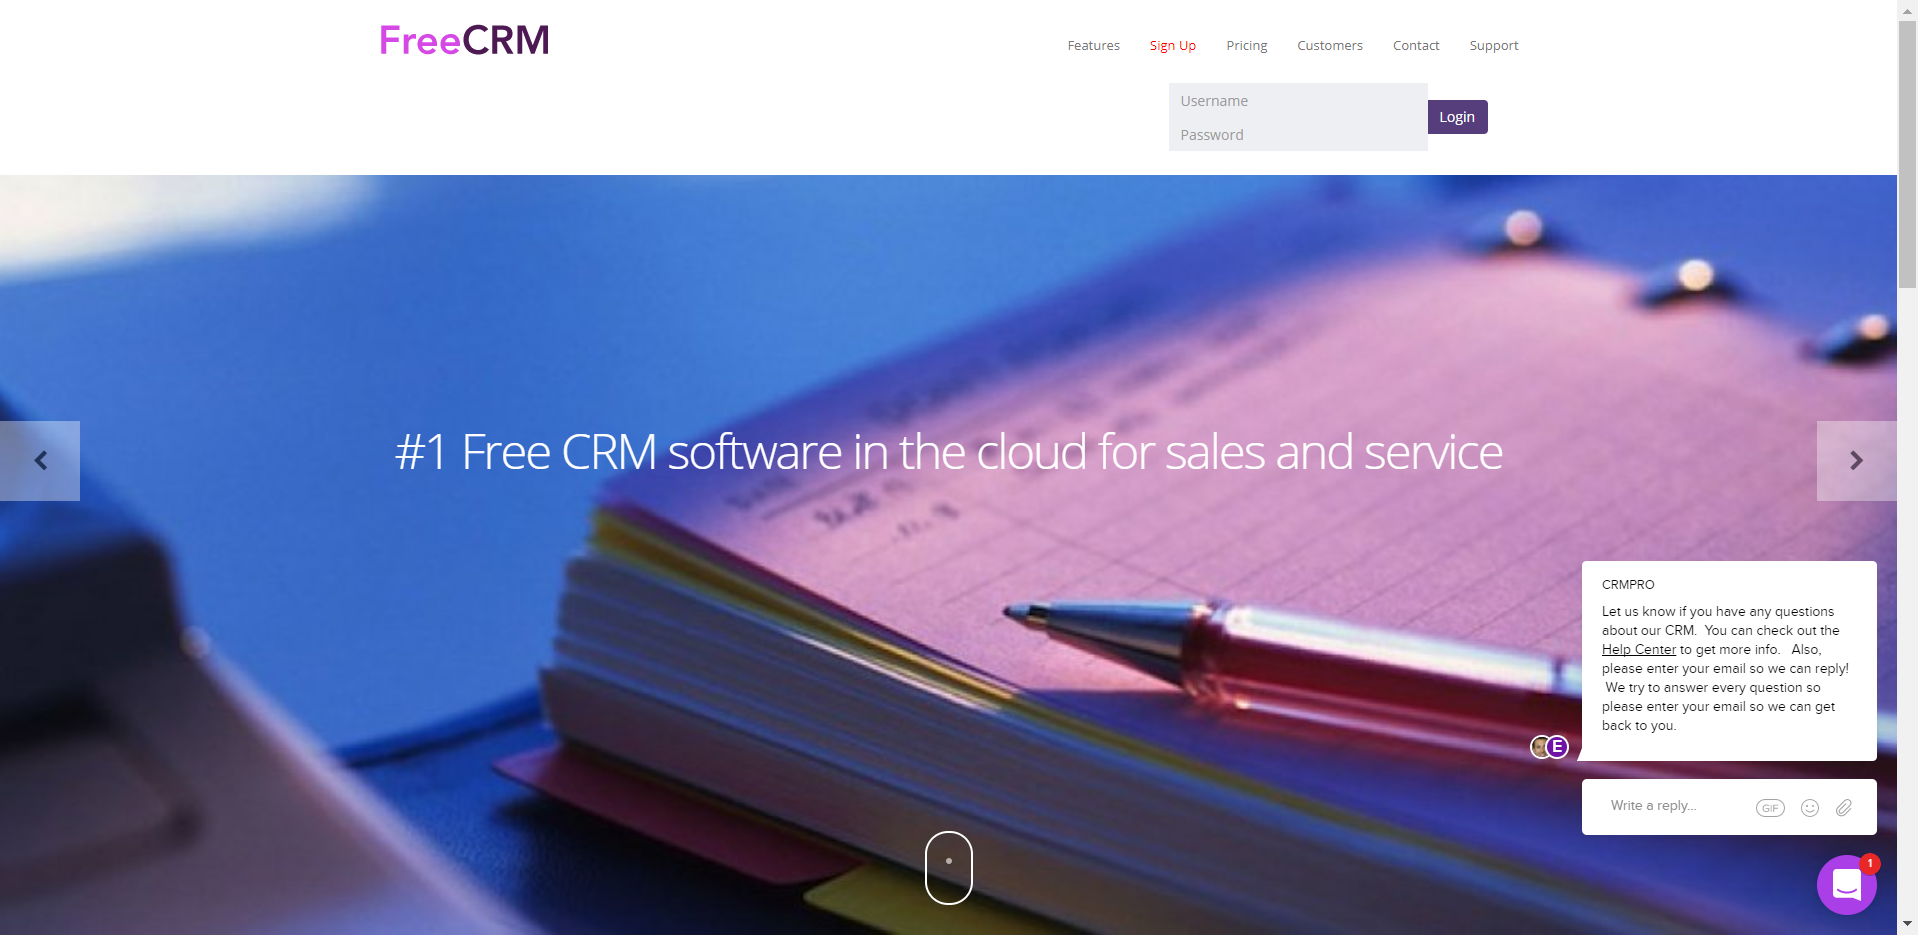 FreeCRM
Features Sign Up Pricing Customers Contact Support
Username
Password
Login
#1 Free CRM software in the cloud for sales and service
CRMPRO
Let us know if you have any questions
about our CRM. You can check out the
Help Center to get more info. Also,
please enter your email so we can reply!
We try to answer every question so
please enter your email so we can get
back to you.
E
Write a reply...
GIF
1